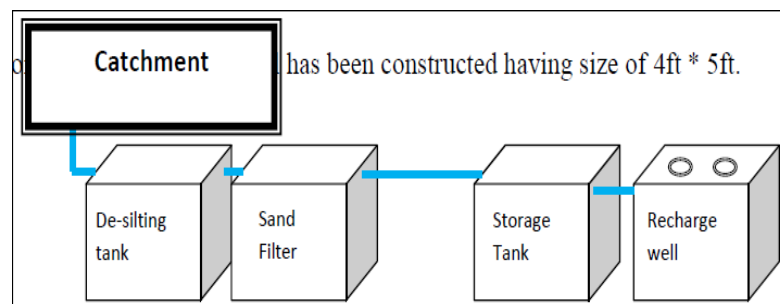 Catchment
has been constructed having size of 4ft * 5ft.
De-silting
tank
Sand
Filter
Storage
Tank
Recharge
well